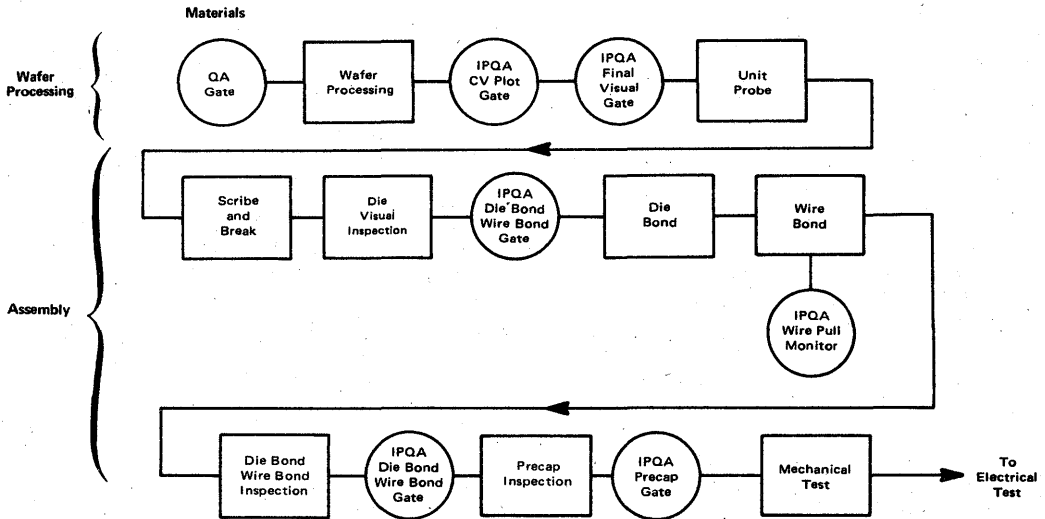 Materials
Wafer
Processing
QA
Gate
Wafer
Processing
IPQA
CV Plot
Gate
IPQA
Final
Visual
Gate
Unit
Probe
Assembly
Scribe
and
Break
Die
Visual
Inspection
IPQA
Die Bond
Wire Bond
Gate
Die
Bond
Wire
Bond
IPQA
Wire Pull
Monitor
Die Bond
Wire Bond
Inspection
IPQA
Die Bond
Wire Bond
Gate
Precap
Inspection
IPQA
Precap
Gate
Mechanical
Test
To
Electrical
Test